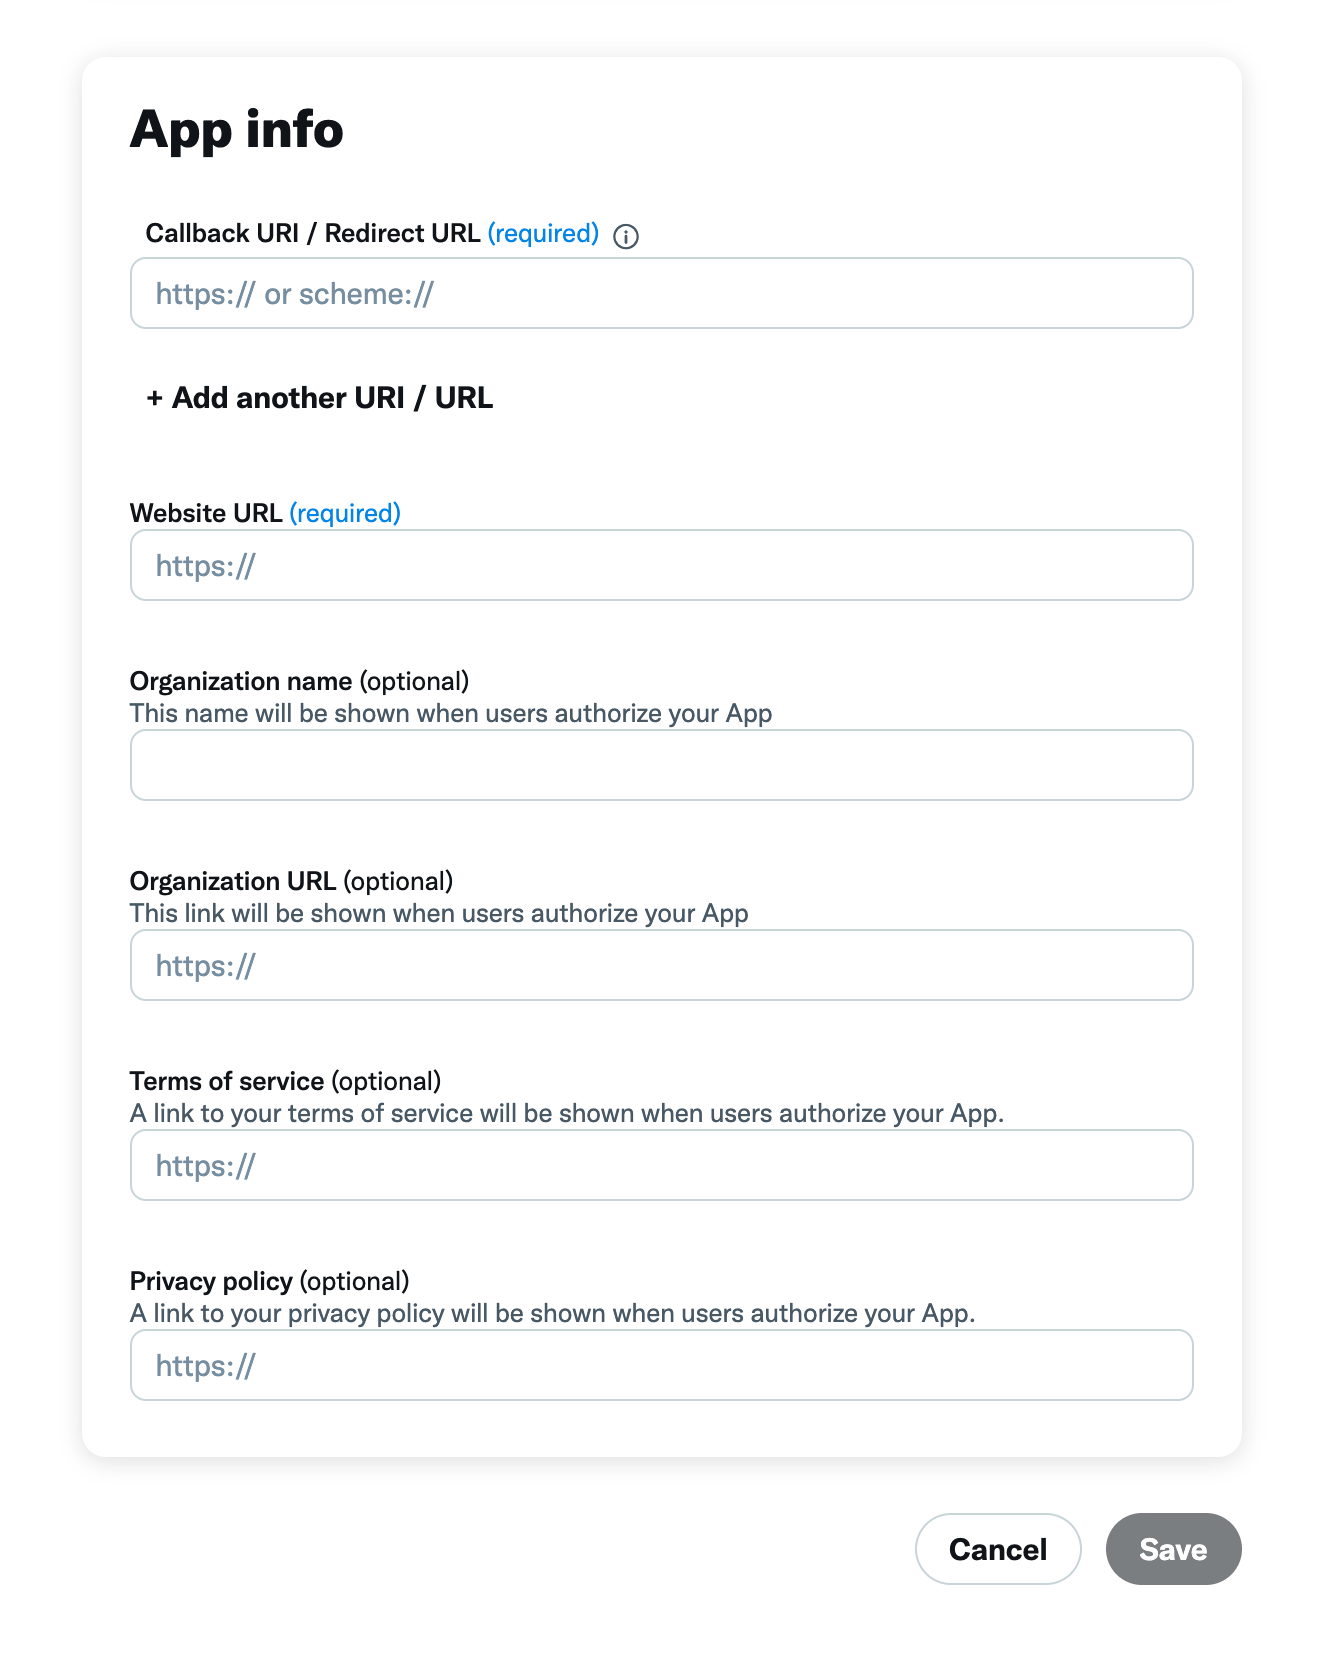 App info
Callback URI / Redirect URL (required)
https:// or scheme://
+ Add another URI / URL
Website URL (required)
https://
Organization name (optional)
This name will be shown when users authorize your App
Organization URL (optional)
This link will be shown when users authorize your App
https://
Terms of service (optional)
A link to your terms of service will be shown when users authorize your App.
https://
Privacy policy (optional)
A link to your privacy policy will be shown when users authorize your App.
https://
Cancel Save